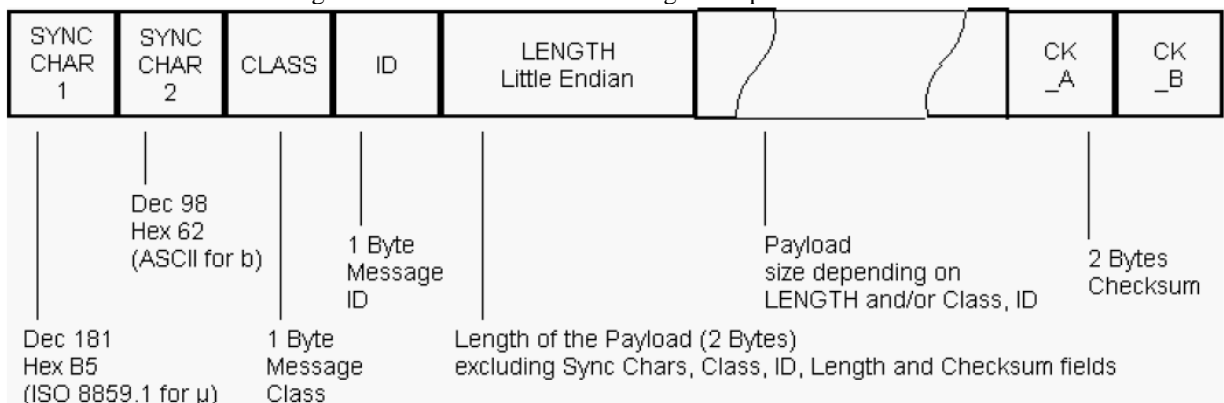 SYNC CHAR 1
SYNC CHAR 2
CLASS
ID
LENGTH
Little Endian
CK _A
CK _B
Dec 98
Hex 62
(ASCII for b)
1 Byte
Message
ID
Payload
size depending on
LENGTH and/or Class, ID
2 Bytes
Checksum
Dec 181
Hex B5
(ISO 8859.1 for µ)
1 Byte
Message
Class
Length of the Payload (2 Bytes)
excluding Sync Chars, Class, ID, Length and Checksum fields